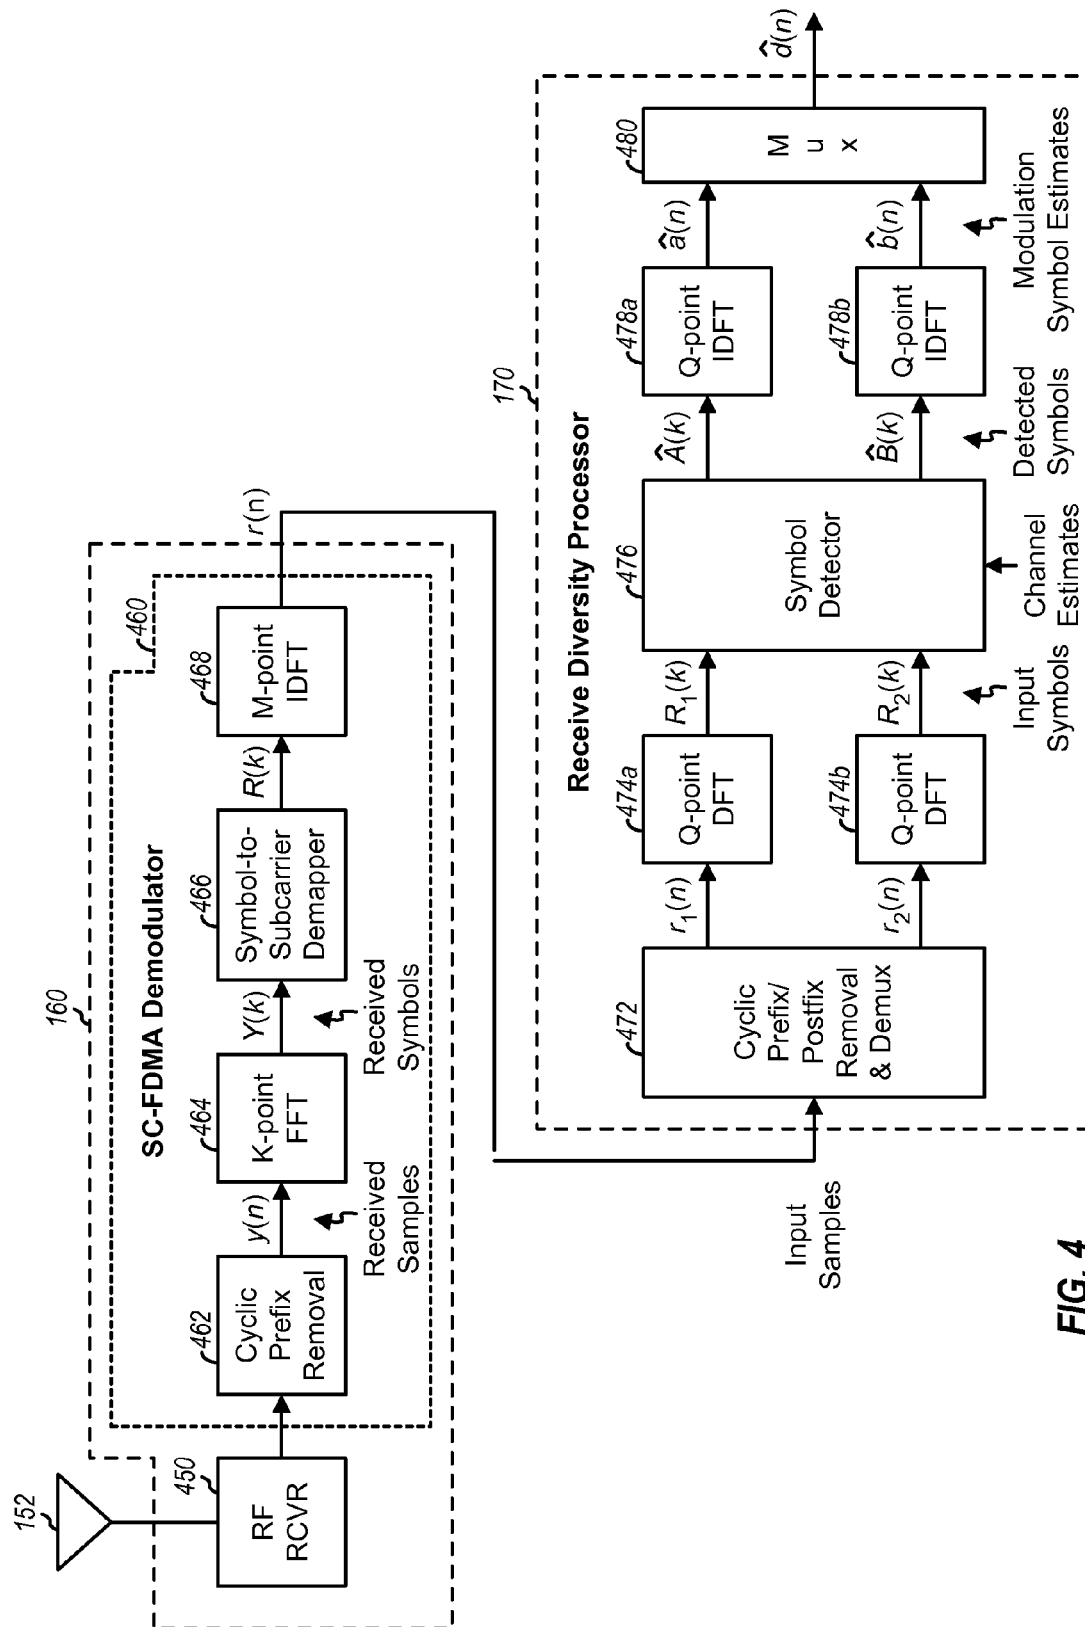 152
160
450
RF
RCVR
SC-FDMA Demodulator
460
462
Cyclic
Prefix
Removal
y(n)
Received
Samples
464
K-point
FFT
Y(k)
Received
Symbols
466
Symbol-to-
Subcarrier
Demapper
R(k)
468
M-point
IDFT
r(n)
Input
Samples
170
Receive Diversity Processor
472
Cyclic
Prefix/
Postfix
Removal
& Demux
r₁(n)
r₂(n)
474a
Q-point
DFT
474b
Q-point
DFT
R₁(k)
R₂(k)
Input
Symbols
476
Symbol
Detector
Channel
Estimates
Â(k)
B̂(k)
Detected
Symbols
478a
Q-point
IDFT
478b
Q-point
IDFT
â(n)
b̂(n)
Modulation
Symbol Estimates
480
M
u
x
d̂(n)
FIG. 4